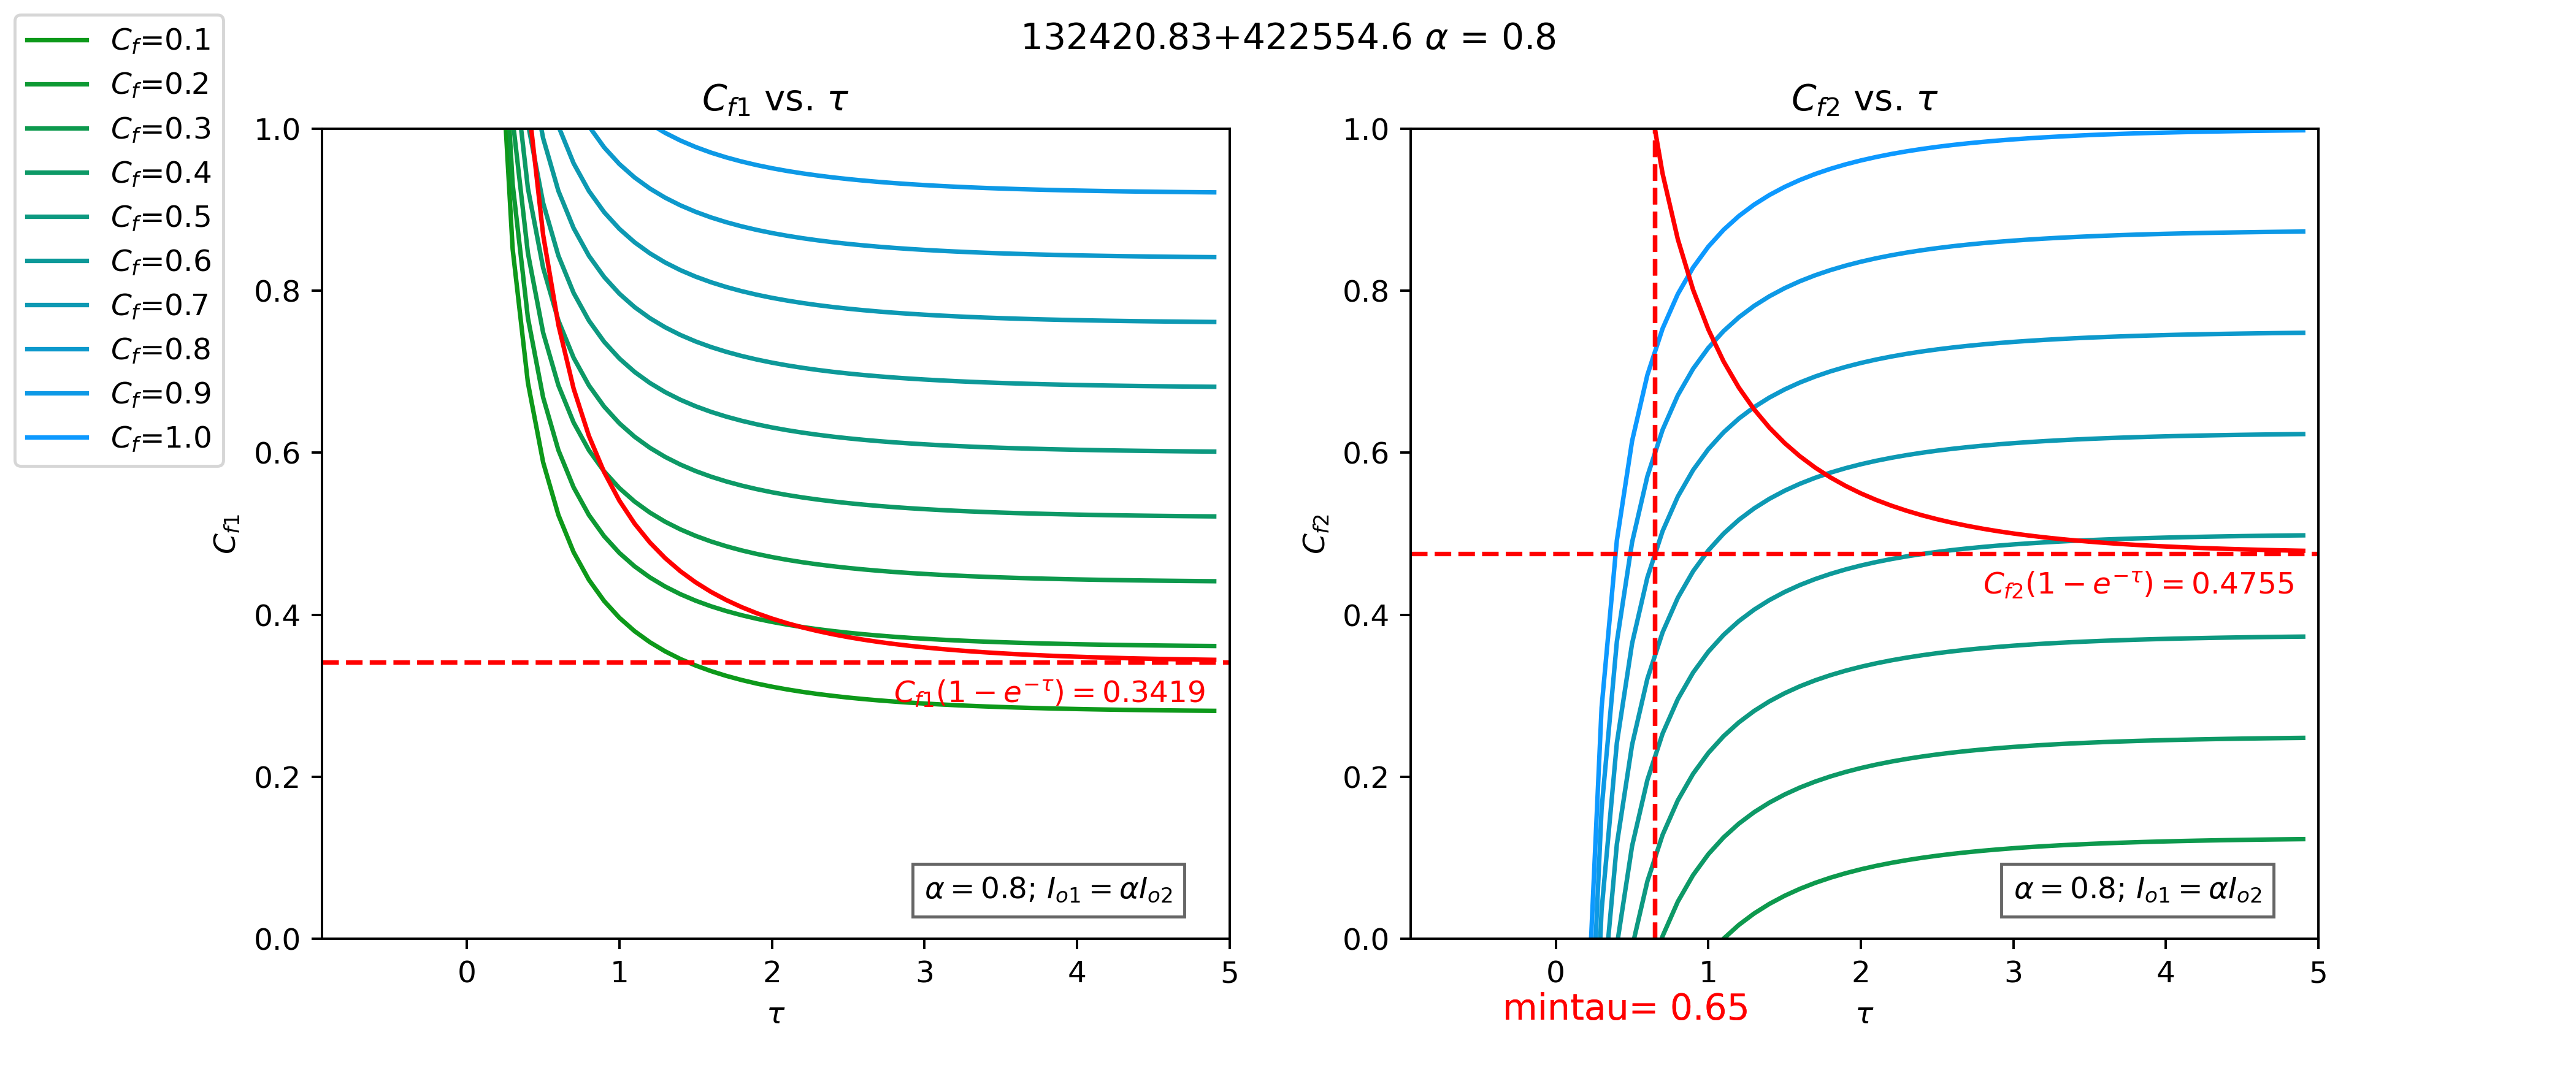 132420.83+422554.6 α = 0.8
C_f=0.1
C_f=0.2
C_f=0.3
C_f=0.4
C_f=0.5
C_f=0.6
C_f=0.7
C_f=0.8
C_f=0.9
C_f=1.0
C_f1 vs. τ
1.0
0.8
0.6
0.4
0.2
0.0
C_f1
C_f1(1 − e^−τ) = 0.3419
α = 0.8; I_o1 = αI_o2
0 1 2 3 4 5
τ
C_f2 vs. τ
1.0
0.8
0.6
0.4
0.2
0.0
C_f2
C_f2(1 − e^−τ) = 0.4755
α = 0.8; I_o1 = αI_o2
0 1 2 3 4 5
mintau= 0.65
τ